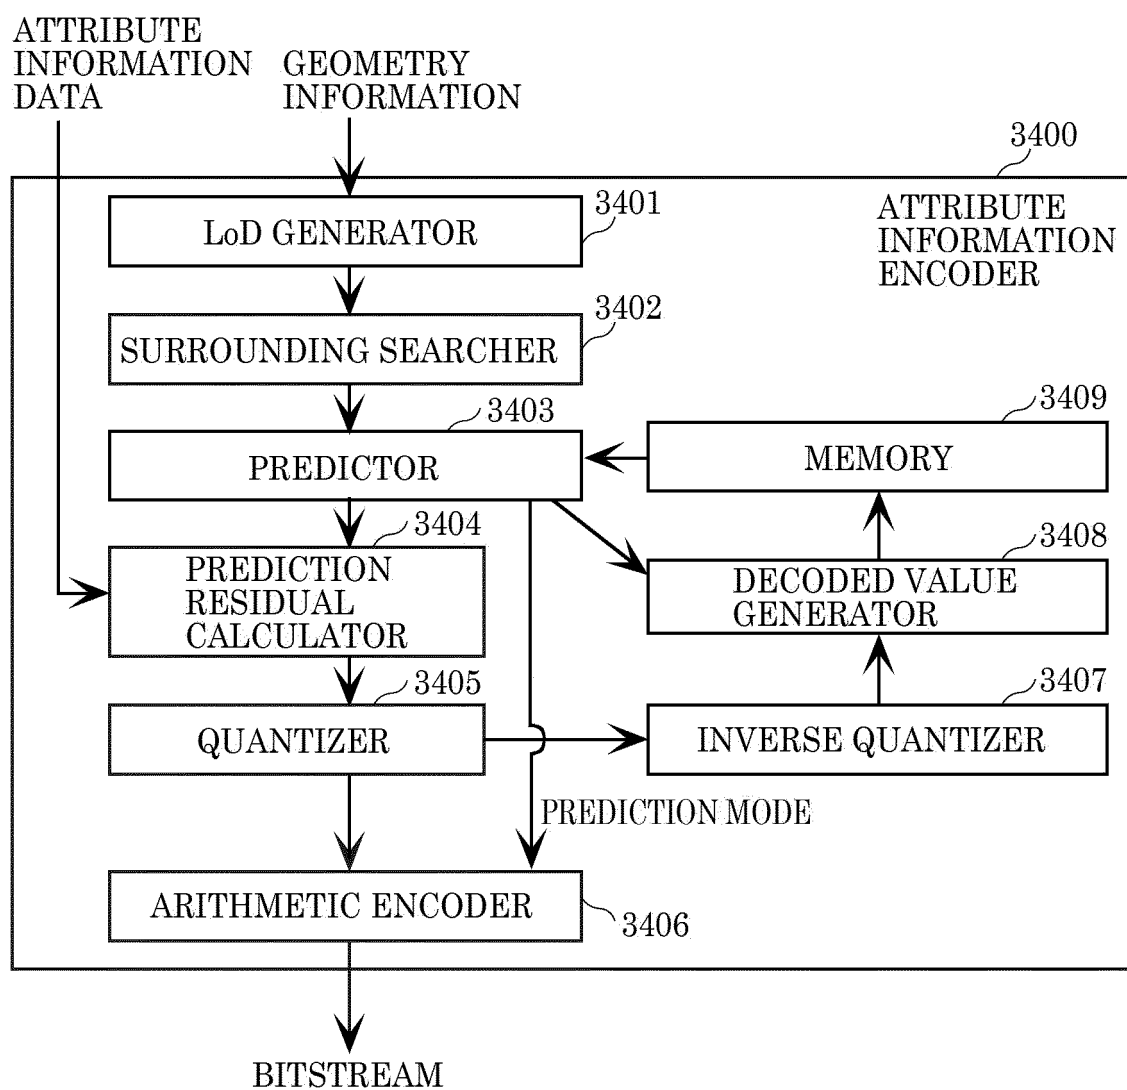 ATTRIBUTE
INFORMATION
DATA
GEOMETRY
INFORMATION
3400
ATTRIBUTE
INFORMATION
ENCODER
3401
LoD GENERATOR
3402
SURROUNDING SEARCHER
3403
PREDICTOR
3409
MEMORY
3404
PREDICTION
RESIDUAL
CALCULATOR
3408
DECODED VALUE
GENERATOR
3405
QUANTIZER
3407
INVERSE QUANTIZER
PREDICTION MODE
ARITHMETIC ENCODER
3406
BITSTREAM